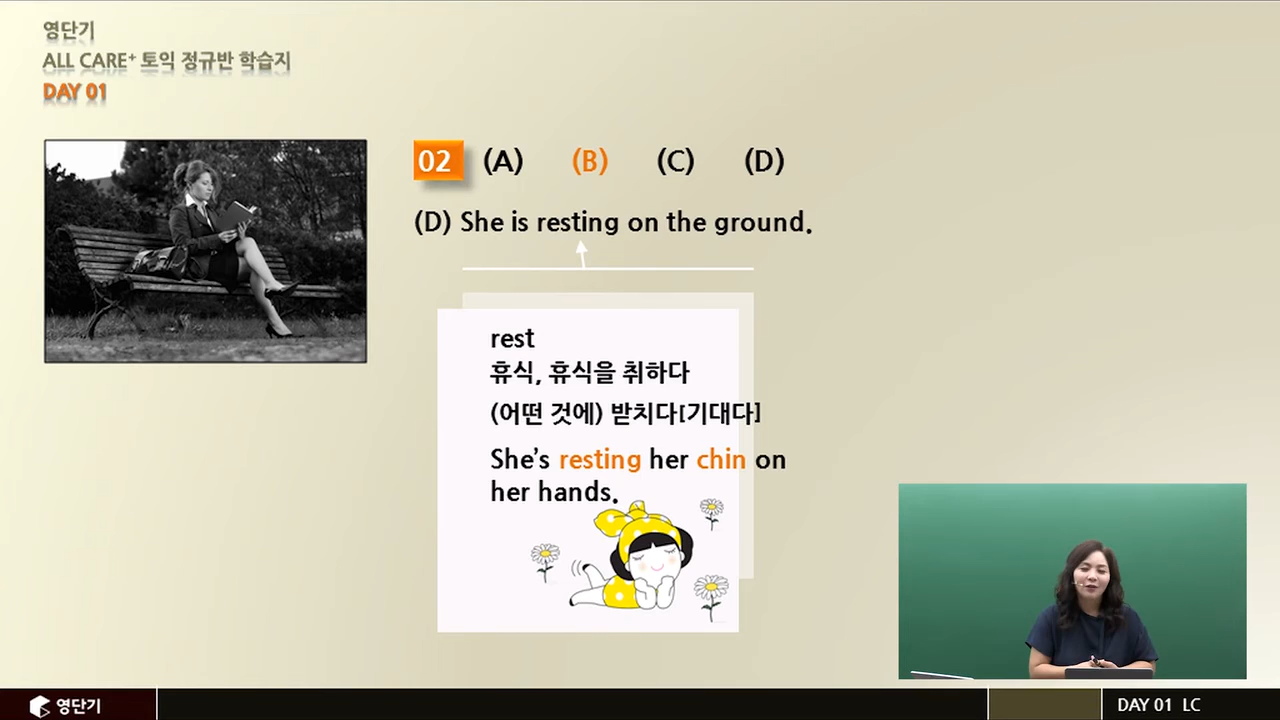 영단기
ALL CARE+ 토익 정규반 학습지
DAY 01
02 (A) (B) (C) (D)
(D) She is resting on the ground.
rest
휴식, 휴식을 취하다
(어떤 것에) 받치다[기대다]
She’s resting her chin on
her hands.
영단기
DAY 01 LC